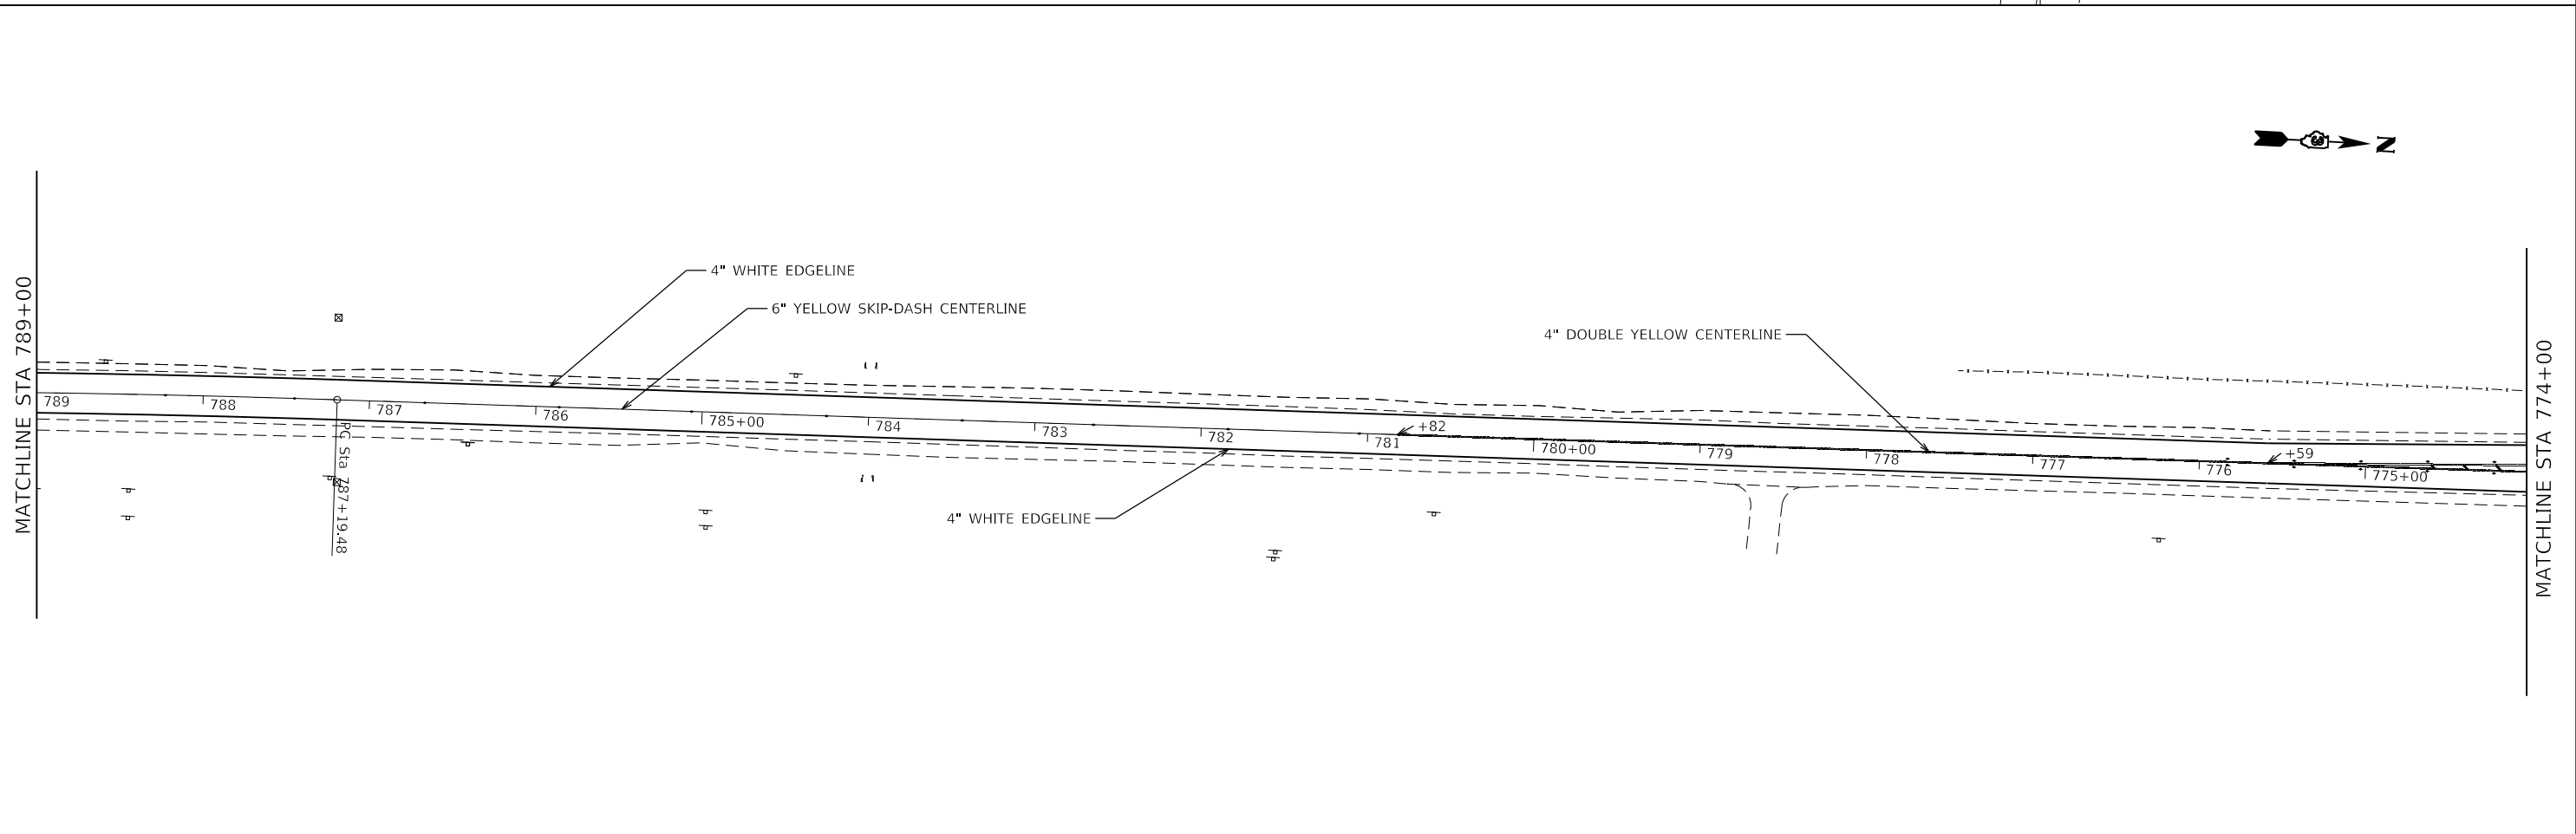 N
4" WHITE EDGELINE
6" YELLOW SKIP-DASH CENTERLINE
4" DOUBLE YELLOW CENTERLINE
MATCHLINE STA 789+00
789
788
787
786
785+00
784
783
782
781
+82
780+00
779
778
777
776
+59
775+00
MATCHLINE STA 774+00
PC Sta 787+19.48
4" WHITE EDGELINE